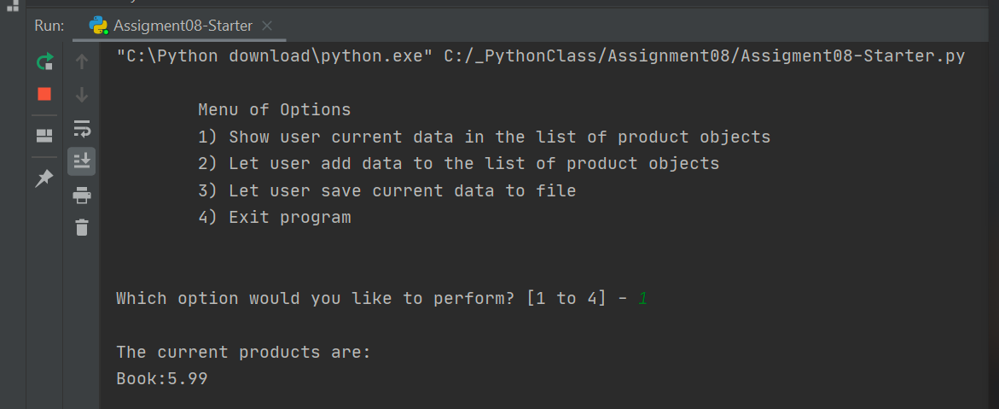 Run: Assigment08-Starter
"C:\Python download\python.exe" C:/_PythonClass/Assignment08/Assigment08-Starter.py
Menu of Options
1) Show user current data in the list of product objects
2) Let user add data to the list of product objects
3) Let user save current data to file
4) Exit program
Which option would you like to perform? [1 to 4] - 1
The current products are:
Book:5.99